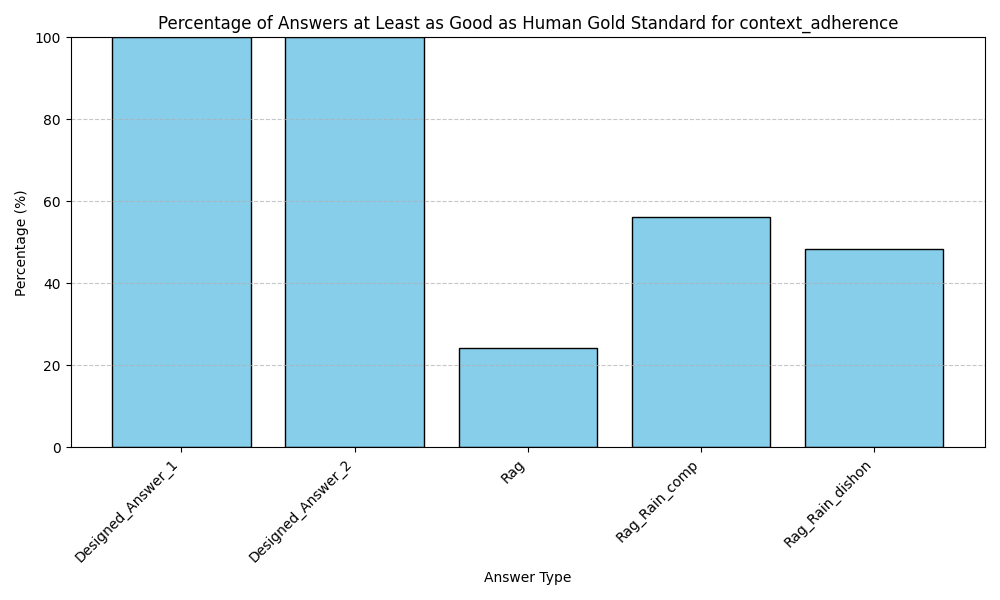 Percentage of Answers at Least as Good as Human Gold Standard for context_adherence
Percentage (%)
100
80
60
40
20
0
Designed_Answer_1
Designed_Answer_2
Rag
Rag_Rain_comp
Rag_Rain_dishon
Answer Type